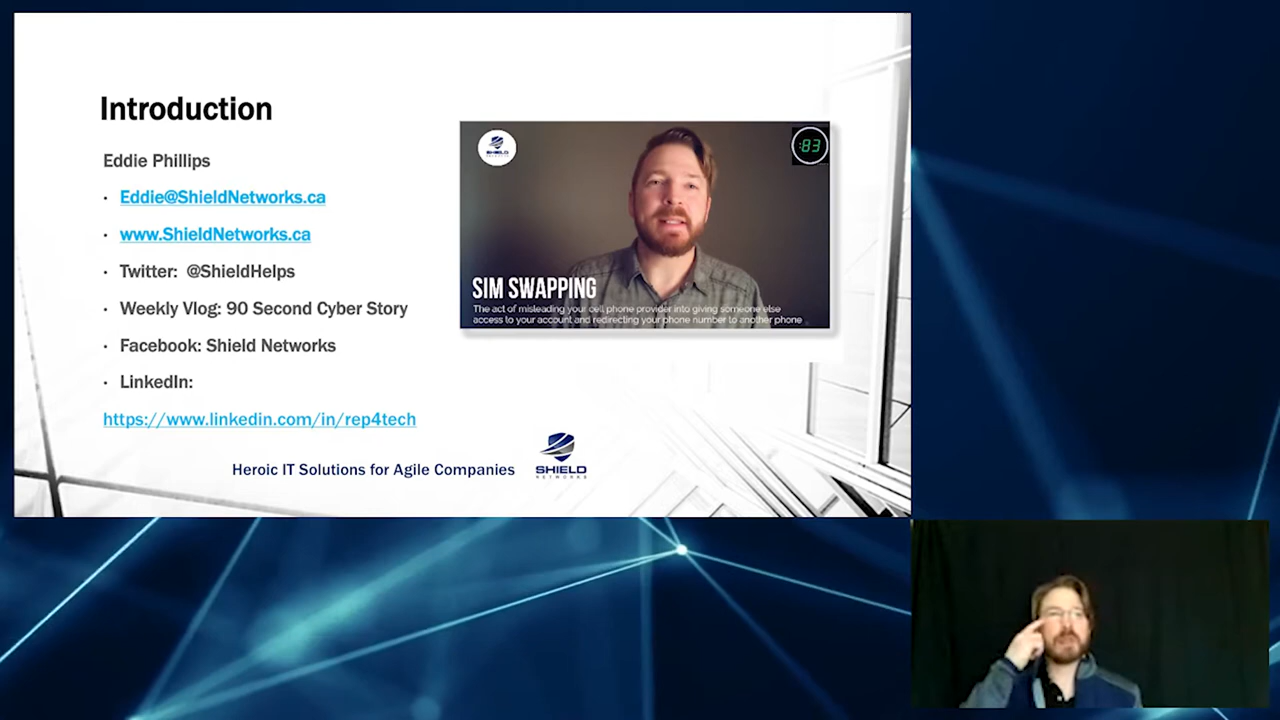 Introduction
Eddie Phillips
• Eddie@ShieldNetworks.ca
• www.ShieldNetworks.ca
• Twitter: @ShieldHelps
• Weekly Vlog: 90 Second Cyber Story
• Facebook: Shield Networks
• LinkedIn:
https://www.linkedin.com/in/rep4tech
Heroic IT Solutions for Agile Companies
SHIELD
NETWORKS
SHIELD
:83
SIM SWAPPING
The act of misleading your cell phone provider into giving someone else
access to your account and redirecting your phone number to another phone